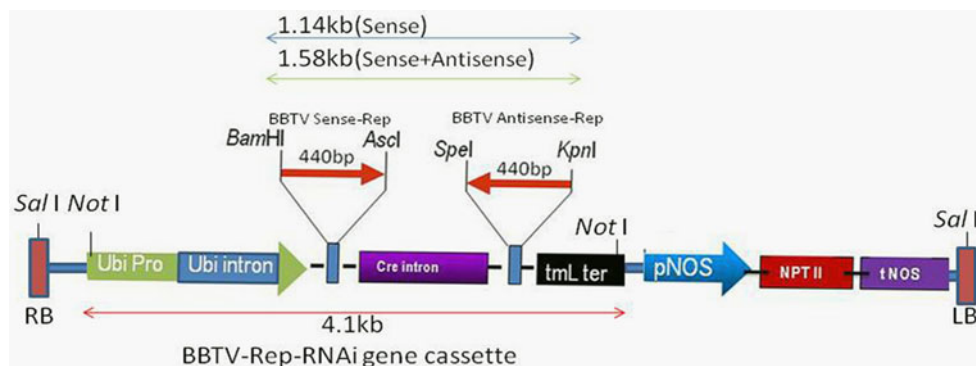 1.14kb(Sense)
1.58kb(Sense+Antisense)
BBTV Sense-Rep
BBTV Antisense-Rep
BamHI
AscI
SpeI
KpnI
440bp
440bp
Sal I
Not I
Not I
Sal I
Ubi Pro
Ubi intron
Cre intron
tmL ter
pNOS
NPT II
tNOS
RB
LB
4.1kb
BBTV-Rep-RNAi gene cassette